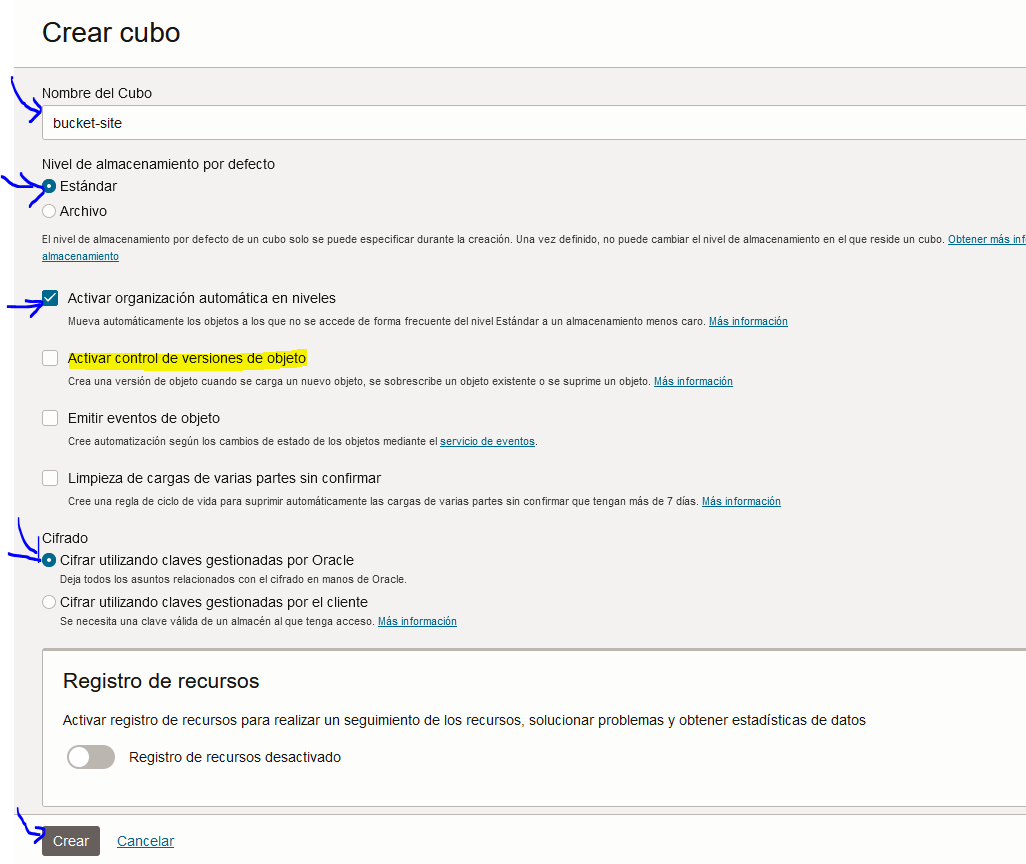 Crear cubo
Nombre del Cubo
bucket-site
Nivel de almacenamiento por defecto
Estándar
Archivo
El nivel de almacenamiento por defecto de un cubo solo se puede especificar durante la creación. Una vez definido, no puede cambiar el nivel de almacenamiento en el que reside un cubo. Obtener más inf
almacenamiento
Activar organización automática en niveles
Mueva automáticamente los objetos a los que no se accede de forma frecuente del nivel Estándar a un almacenamiento menos caro. Más información
Activar control de versiones de objeto
Crea una versión de objeto cuando se carga un nuevo objeto, se sobrescribe un objeto existente o se suprime un objeto. Más información
Emitir eventos de objeto
Cree automatización según los cambios de estado de los objetos mediante el servicio de eventos.
Limpieza de cargas de varias partes sin confirmar
Cree una regla de ciclo de vida para suprimir automáticamente las cargas de varias partes sin confirmar que tengan más de 7 días. Más información
Cifrado
Cifrar utilizando claves gestionadas por Oracle
Deja todos los asuntos relacionados con el cifrado en manos de Oracle.
Cifrar utilizando claves gestionadas por el cliente
Se necesita una clave válida de un almacén al que tenga acceso. Más información
Registro de recursos
Activar registro de recursos para realizar un seguimiento de los recursos, solucionar problemas y obtener estadísticas de datos
Registro de recursos desactivado
Crear Cancelar